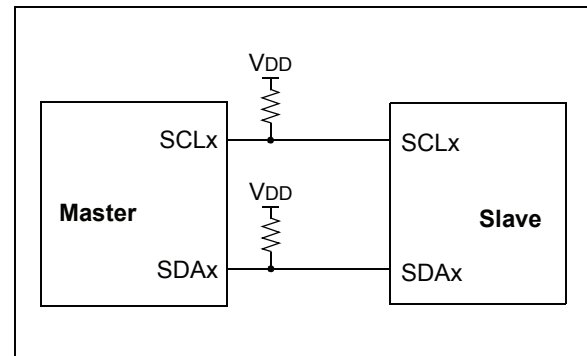 VDD
SCLx
SCLx
VDD
Master
Slave
SDAx
SDAx